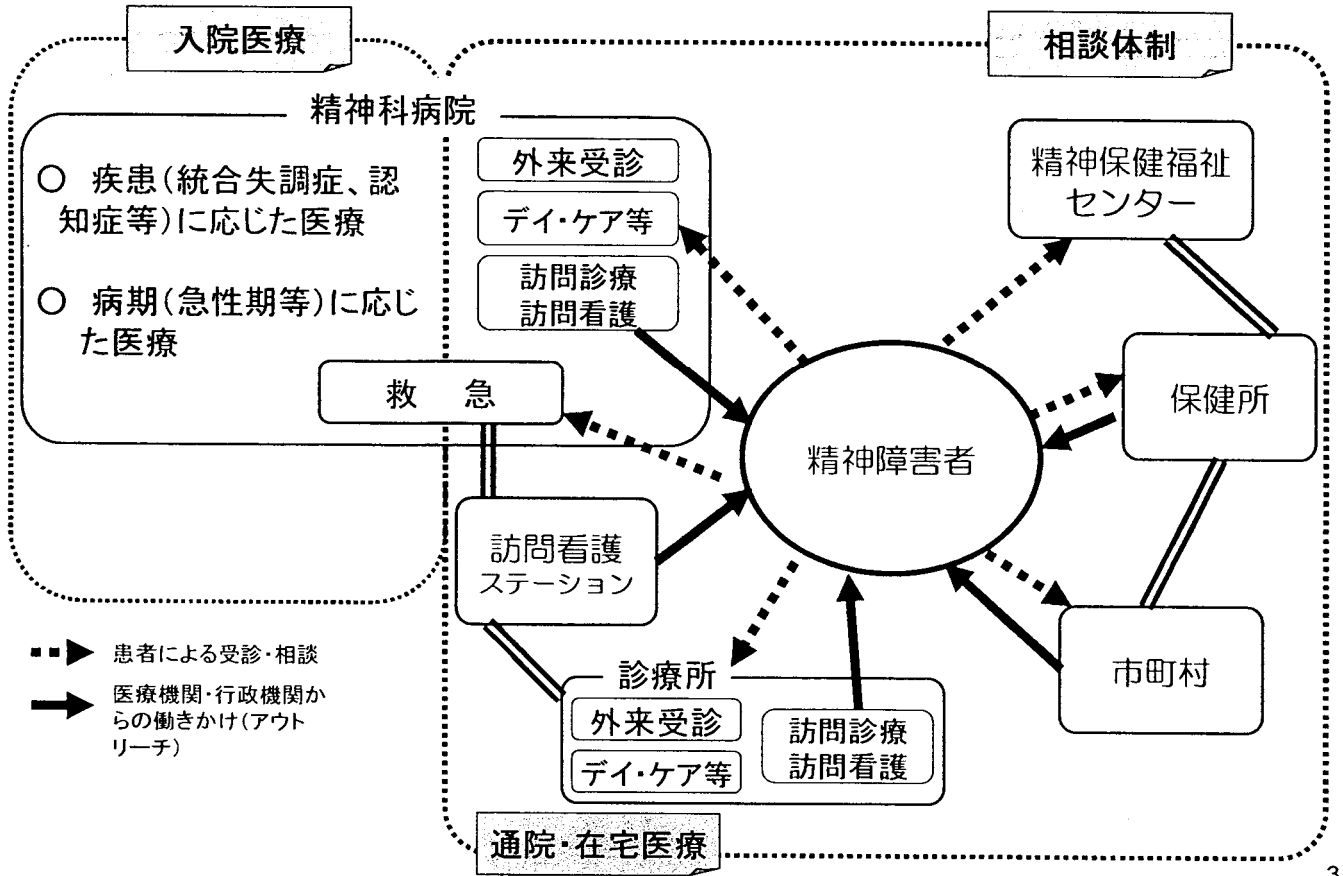 入院医療
相談体制
精神科病院
○ 疾患(統合失調症、認
知症等)に応じた医療
○ 病期(急性期等)に応じ
た医療
外来受診
デイ・ケア等
訪問診療
訪問看護
救 急
精神保健福祉
センター
保健所
精神障害者
訪問看護
ステーション
市町村
診療所
外来受診
デイ・ケア等
訪問診療
訪問看護
通院・在宅医療
患者による受診・相談
医療機関・行政機関か
らの働きかけ(アウト
リーチ)
3